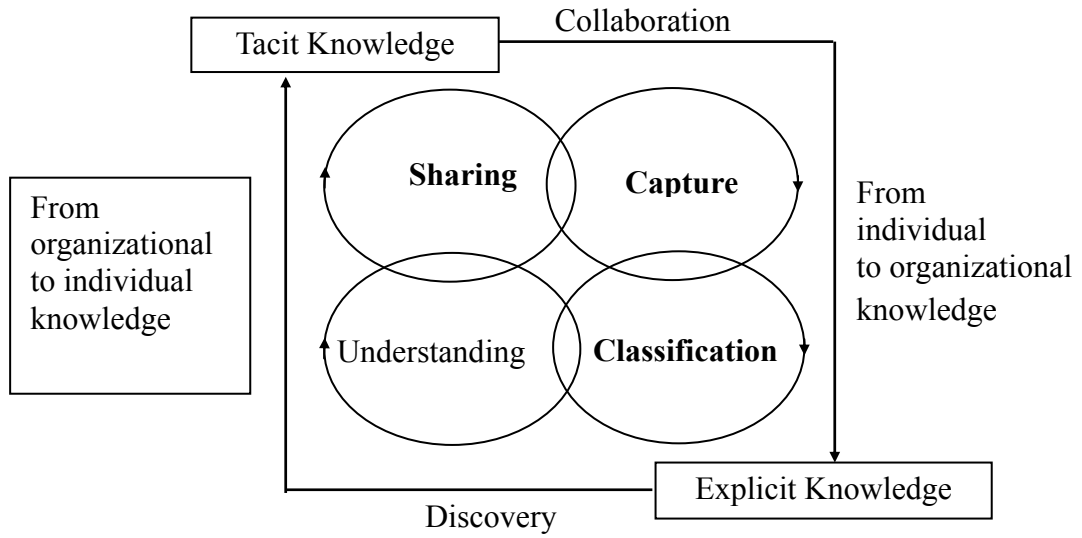 Collaboration
Tacit Knowledge
Sharing
Capture
From
organizational
to individual
knowledge
From
individual
to organizational
knowledge
Understanding
Classification
Explicit Knowledge
Discovery